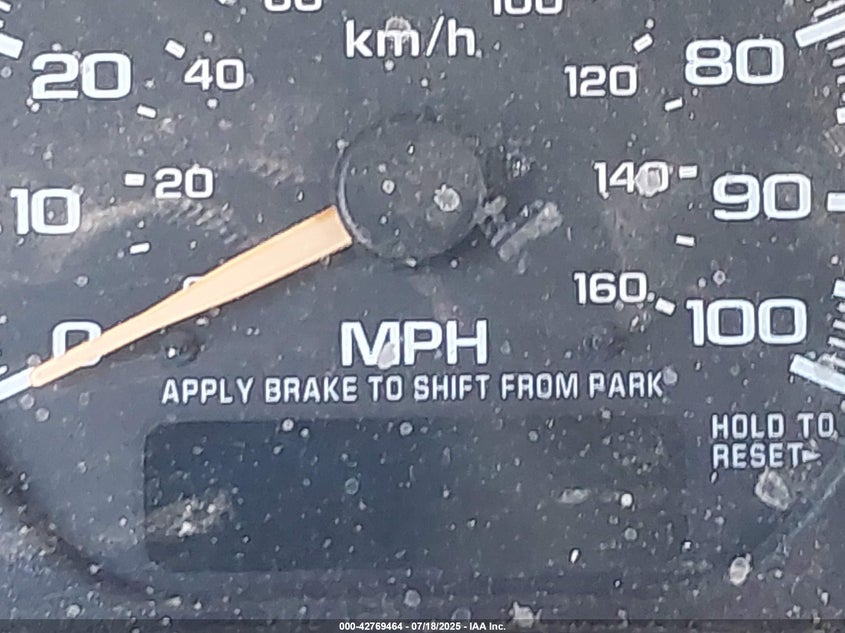 km/h
20 40 120 80
10 20 140 90
0 160 100
MPH
APPLY BRAKE TO SHIFT FROM PARK
HOLD TO
RESET
000-42769464 - 07/18/2025 - IAA Inc.